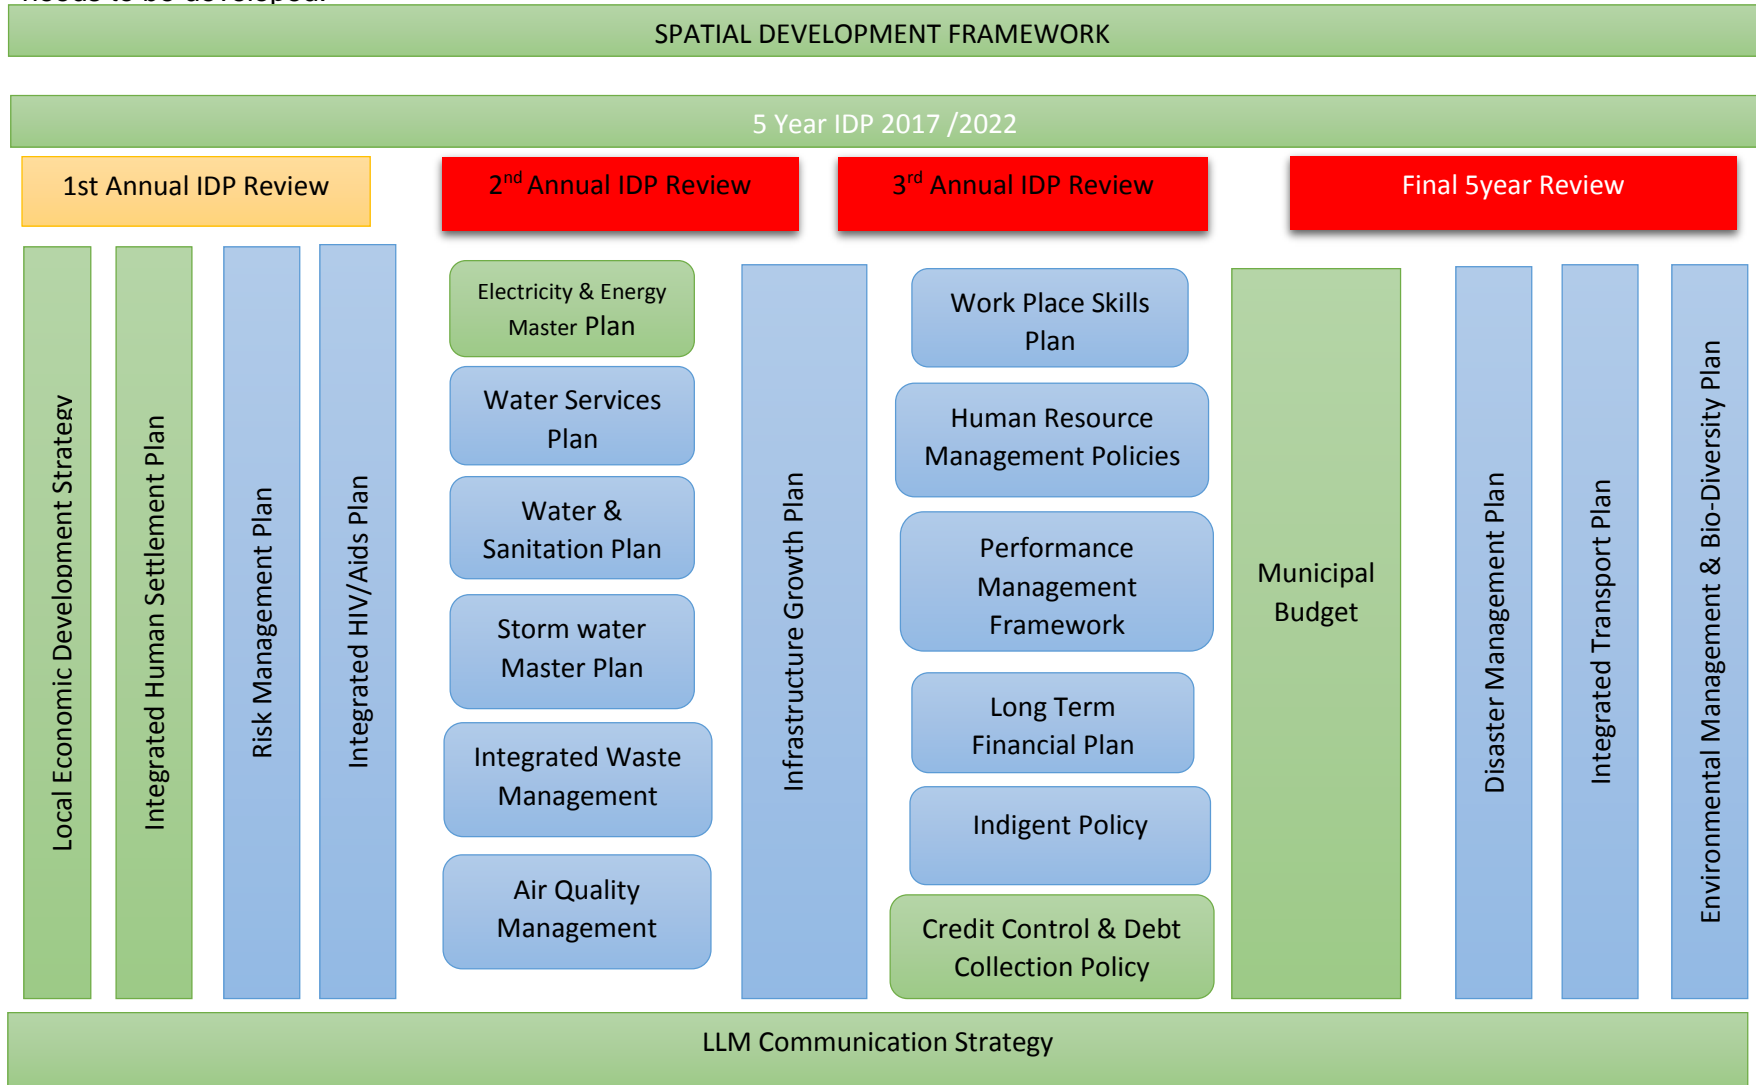 needs to be developed.
SPATIAL DEVELOPMENT FRAMEWORK
5 Year IDP 2017 /2022
1st Annual IDP Review
2nd Annual IDP Review
3rd Annual IDP Review
Final 5year Review
Local Economic Development Strategy
Integrated Human Settlement Plan
Risk Management Plan
Integrated HIV/Aids Plan
Electricity & Energy
Master Plan
Water Services
Plan
Water &
Sanitation Plan
Storm water
Master Plan
Integrated Waste
Management
Air Quality
Management
Infrastructure Growth Plan
Work Place Skills
Plan
Human Resource
Management Policies
Performance
Management
Framework
Long Term
Financial Plan
Indigent Policy
Credit Control & Debt
Collection Policy
Municipal
Budget
Disaster Management Plan
Integrated Transport Plan
Environmental Management & Bio-Diversity Plan
LLM Communication Strategy